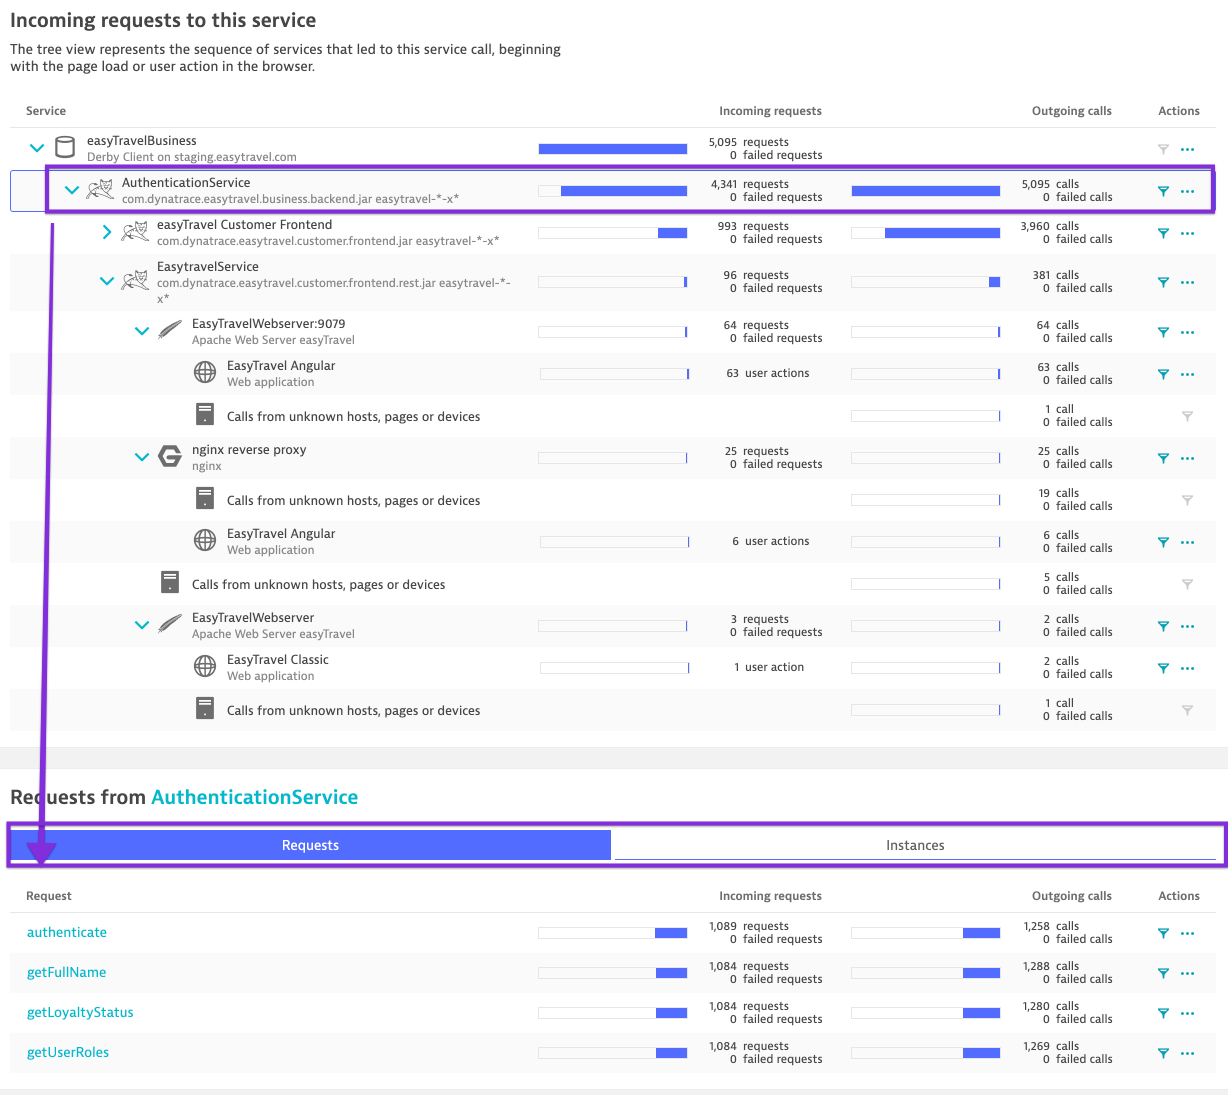 Incoming requests to this service
The tree view represents the sequence of services that led to this service call, beginning
with the page load or user action in the browser.
Service Incoming requests Outgoing calls Actions
easyTravelBusiness
Derby Client on staging.easytravel.com
5,095 requests
0 failed requests
AuthenticationService
com.dynatrace.easytravel.business.backend.jar easytravel-*-x*
4,341 requests
0 failed requests
5,095 calls
0 failed calls
easyTravel Customer Frontend
com.dynatrace.easytravel.customer.frontend.jar easytravel-*-x*
993 requests
0 failed requests
3,960 calls
0 failed calls
EasytravelService
com.dynatrace.easytravel.customer.frontend.rest.jar easytravel-*-
x*
96 requests
0 failed requests
381 calls
0 failed calls
EasyTravelWebserver:9079
Apache Web Server easyTravel
64 requests
0 failed requests
64 calls
0 failed calls
EasyTravel Angular
Web application
63 user actions
63 calls
0 failed calls
Calls from unknown hosts, pages or devices
1 call
0 failed calls
nginx reverse proxy
nginx
25 requests
0 failed requests
25 calls
0 failed calls
Calls from unknown hosts, pages or devices
19 calls
0 failed calls
EasyTravel Angular
Web application
6 user actions
6 calls
0 failed calls
Calls from unknown hosts, pages or devices
5 calls
0 failed calls
EasyTravelWebserver
Apache Web Server easyTravel
3 requests
0 failed requests
2 calls
0 failed calls
EasyTravel Classic
Web application
1 user action
2 calls
0 failed calls
Calls from unknown hosts, pages or devices
1 call
0 failed calls
Requests from AuthenticationService
Requests Instances
Request Incoming requests Outgoing calls Actions
authenticate
1,089 requests
0 failed requests
1,258 calls
0 failed calls
getFullName
1,084 requests
0 failed requests
1,288 calls
0 failed calls
getLoyaltyStatus
1,084 requests
0 failed requests
1,280 calls
0 failed calls
getUserRoles
1,084 requests
0 failed requests
1,269 calls
0 failed calls